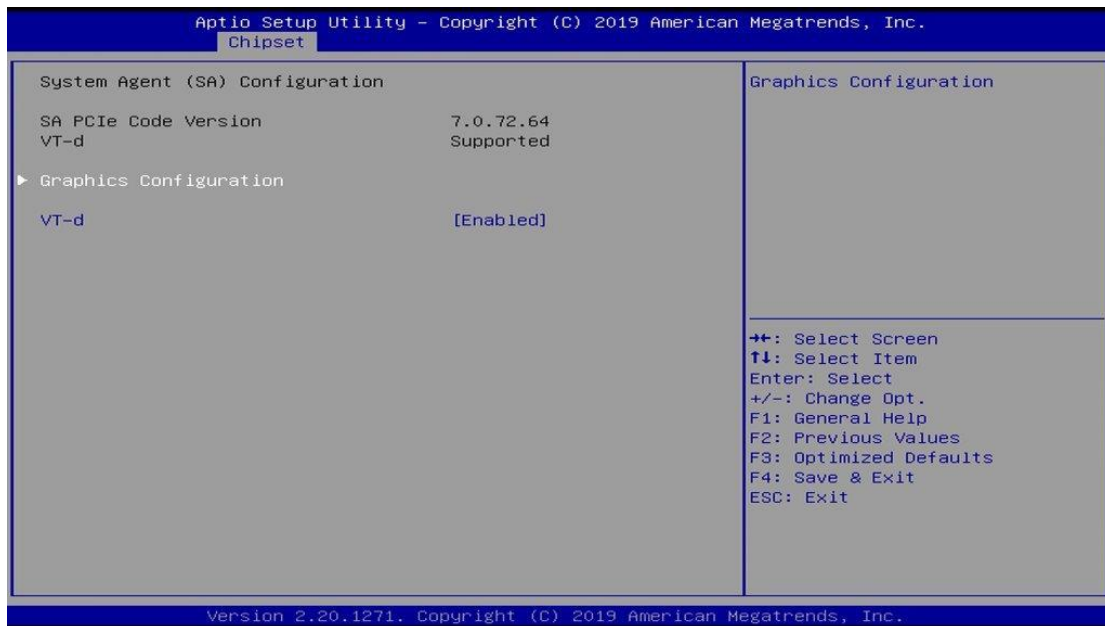 Aptio Setup Utility – Copyright (C) 2019 American Megatrends, Inc.
Chipset
System Agent (SA) Configuration
SA PCIe Code Version 7.0.72.64
VT-d Supported
▶ Graphics Configuration
VT-d [Enabled]
Graphics Configuration
→←: Select Screen
↑↓: Select Item
Enter: Select
+/-: Change Opt.
F1: General Help
F2: Previous Values
F3: Optimized Defaults
F4: Save & Exit
ESC: Exit
Version 2.20.1271. Copyright (C) 2019 American Megatrends, Inc.